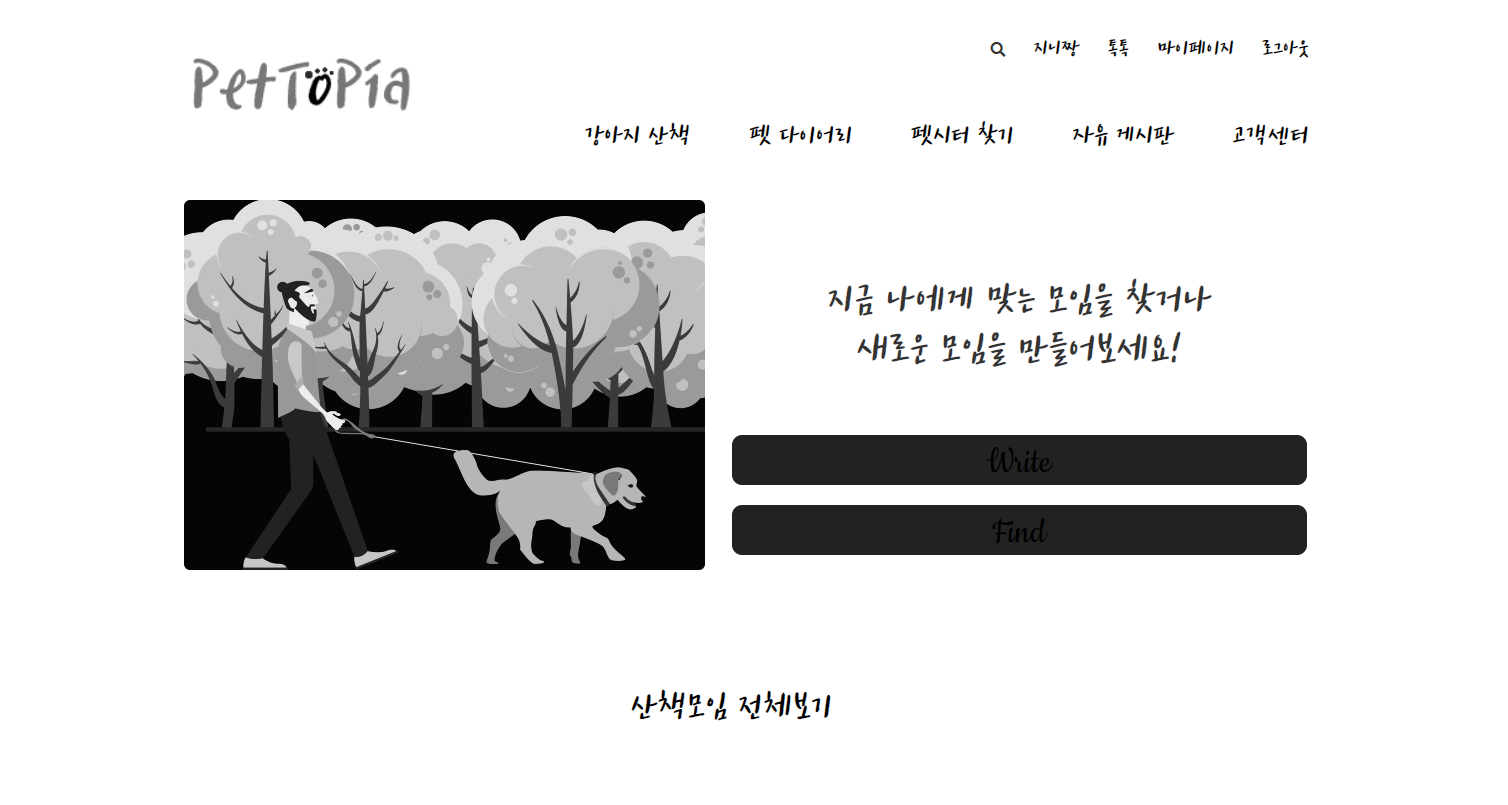 PetTopia
지니짱 톡톡 마이페이지 로그아웃
강아지 산책 펫 다이어리 펫시터 찾기 자유 게시판 고객센터
지금 나에게 맞는 모임을 찾거나
새로운 모임을 만들어보세요!
Write
Find
산책모임 전체보기